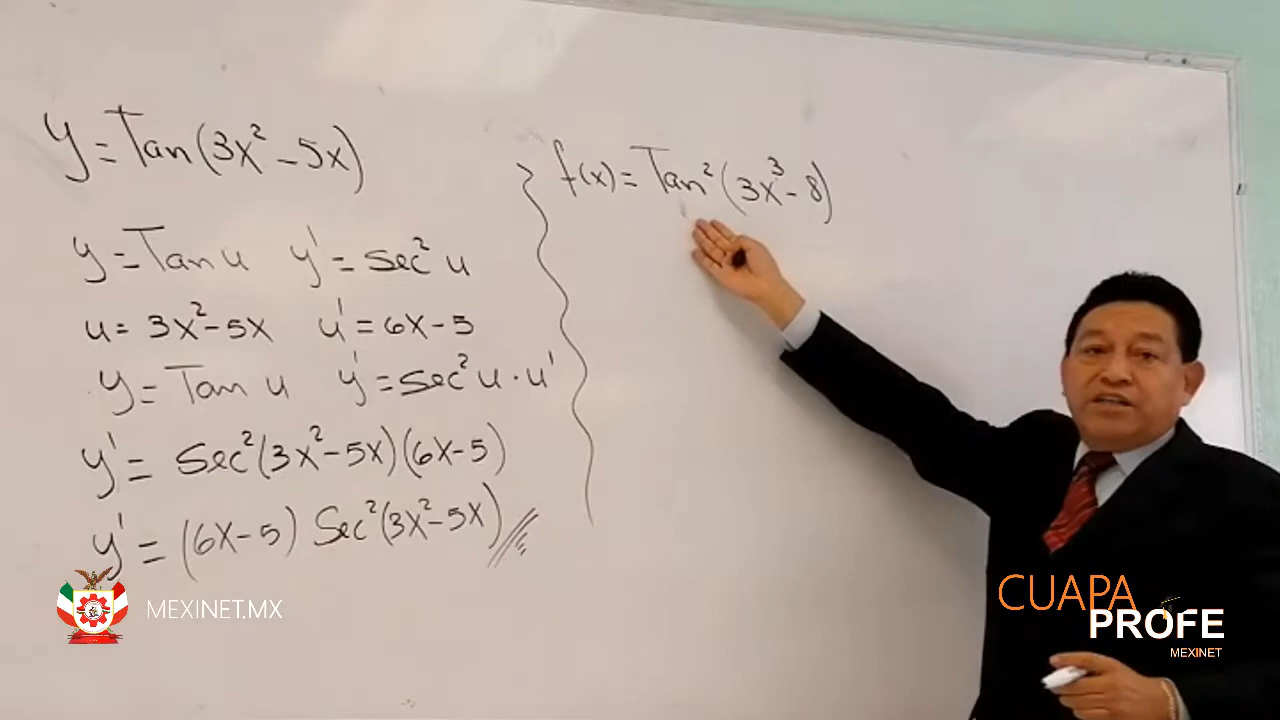 y = Tan(3x² - 5x)
y = Tan u y' = sec² u
u = 3x² - 5x u' = 6x - 5
y = Tan u y' = sec² u · u'
y' = sec²(3x² - 5x)(6x - 5)
y' = (6x - 5) Sec²(3x² - 5x)
f(x) = Tan² (3x³ - 8)
MEXINET.MX
CUAPA
PROFE
MEXINET